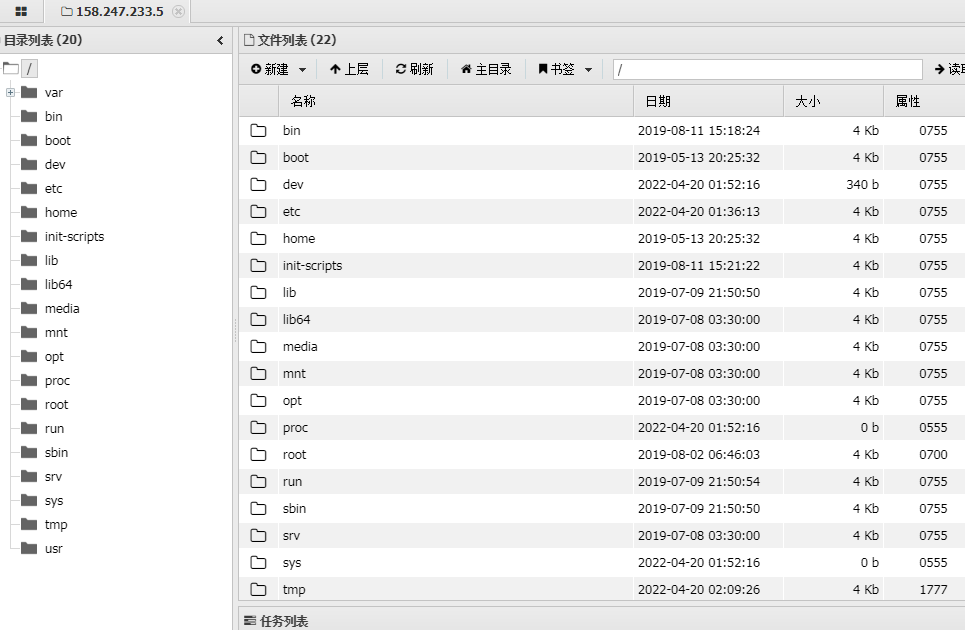 158.247.233.5
目录列表 (20)
/
var
bin
boot
dev
etc
home
init-scripts
lib
lib64
media
mnt
opt
proc
root
run
sbin
srv
sys
tmp
usr
文件列表 (22)
新建 上层 刷新 主目录 书签 / 读取
名称 日期 大小 属性
bin 2019-08-11 15:18:24 4 Kb 0755
boot 2019-05-13 20:25:32 4 Kb 0755
dev 2022-04-20 01:52:16 340 b 0755
etc 2022-04-20 01:36:13 4 Kb 0755
home 2019-05-13 20:25:32 4 Kb 0755
init-scripts 2019-08-11 15:21:22 4 Kb 0755
lib 2019-07-09 21:50:50 4 Kb 0755
lib64 2019-07-08 03:30:00 4 Kb 0755
media 2019-07-08 03:30:00 4 Kb 0755
mnt 2019-07-08 03:30:00 4 Kb 0755
opt 2019-07-08 03:30:00 4 Kb 0755
proc 2022-04-20 01:52:16 0 b 0555
root 2019-08-02 06:46:03 4 Kb 0700
run 2019-07-09 21:50:54 4 Kb 0755
sbin 2019-07-09 21:50:50 4 Kb 0755
srv 2019-07-08 03:30:00 4 Kb 0755
sys 2022-04-20 01:52:16 0 b 0555
tmp 2022-04-20 02:09:26 4 Kb 1777
任务列表